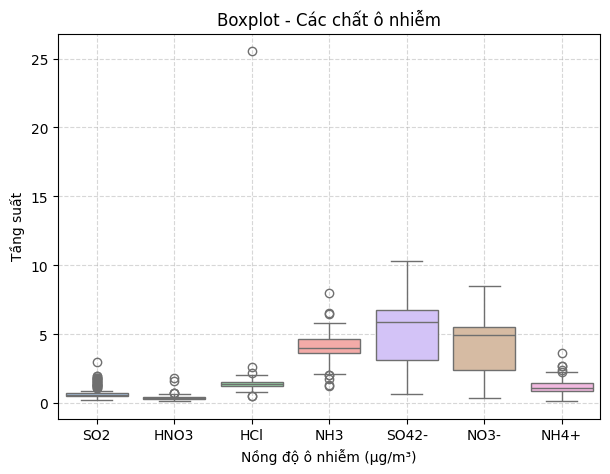 Boxplot - Các chất ô nhiễm
25
20
15
10
5
0
Tầng suất
SO2 HNO3 HCl NH3 SO42- NO3- NH4+
Nồng độ ô nhiễm (µg/m³)